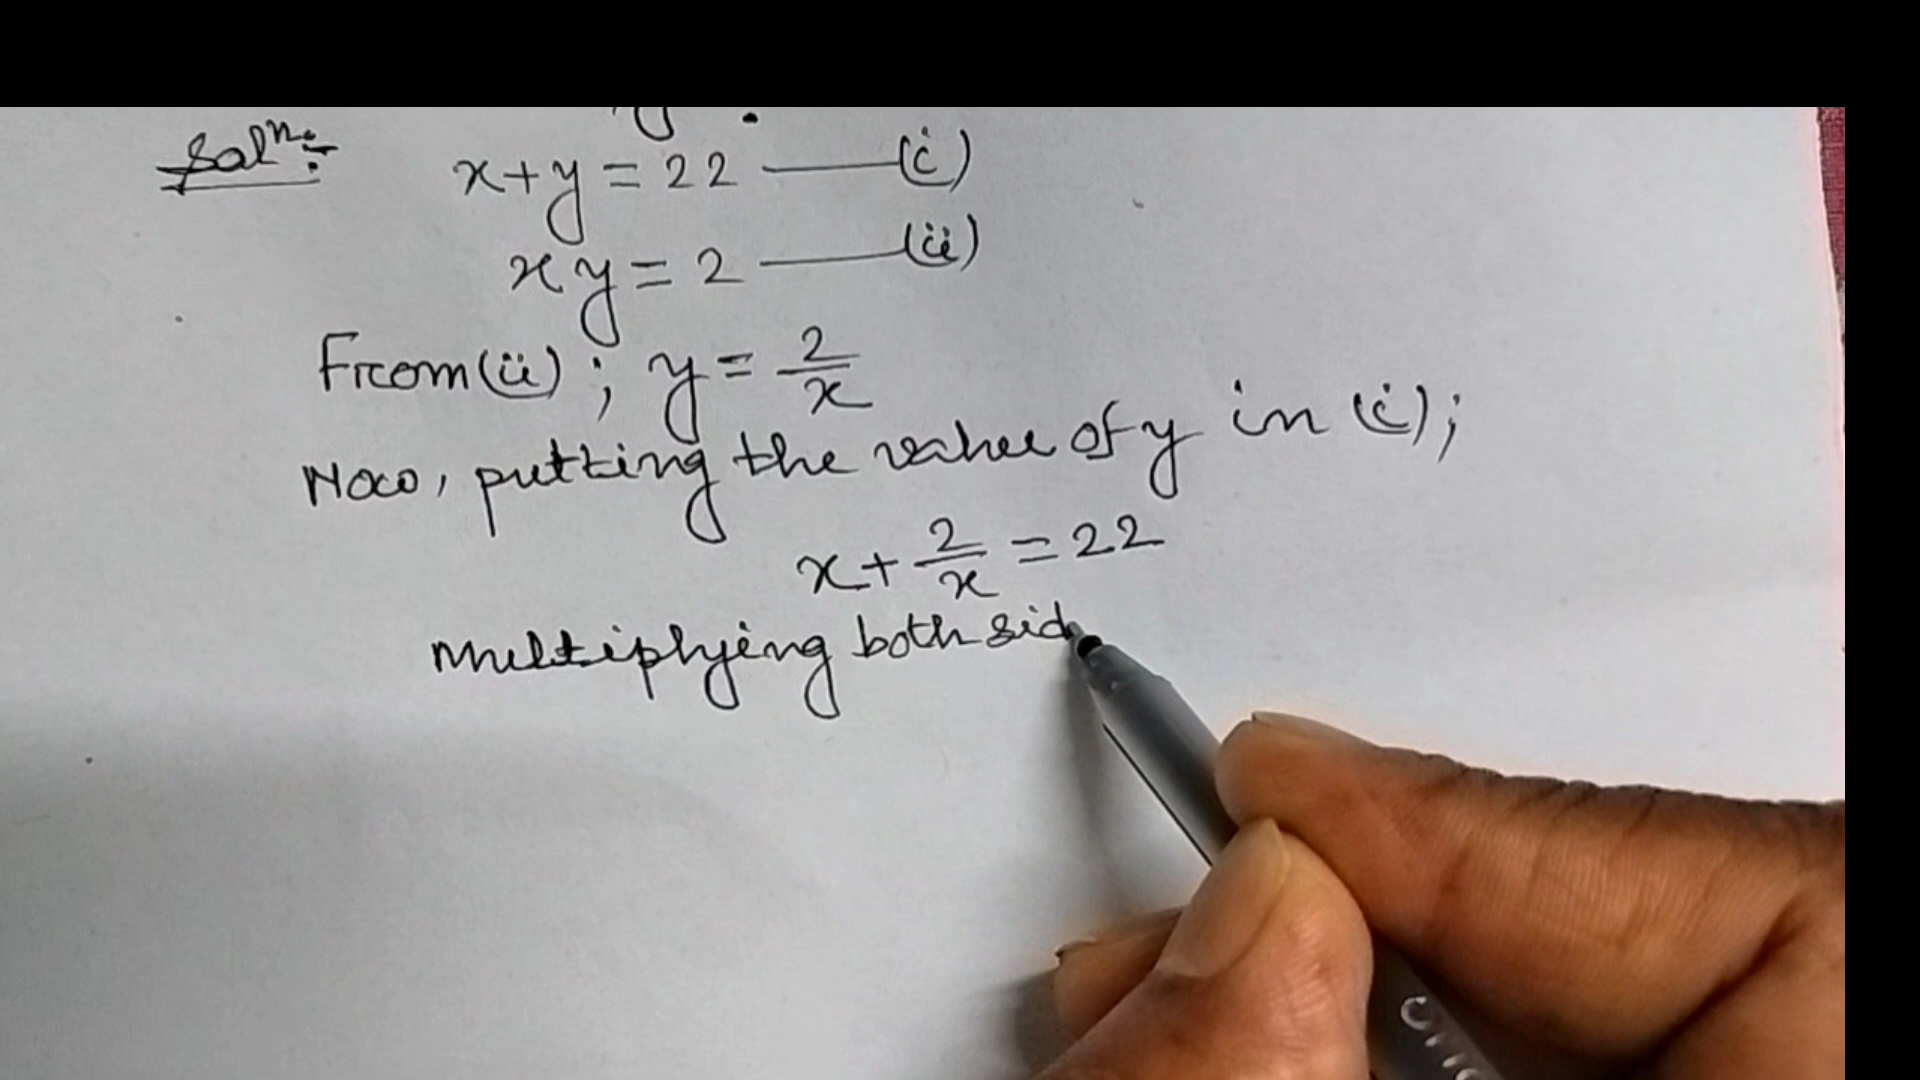 Solⁿ:-
x+y=22 ——(i)
xy=2 ——(ii)
From (ii); y = 2/x
Now, putting the value of y in (i);
x + 2/x = 22
Multiplying both sid